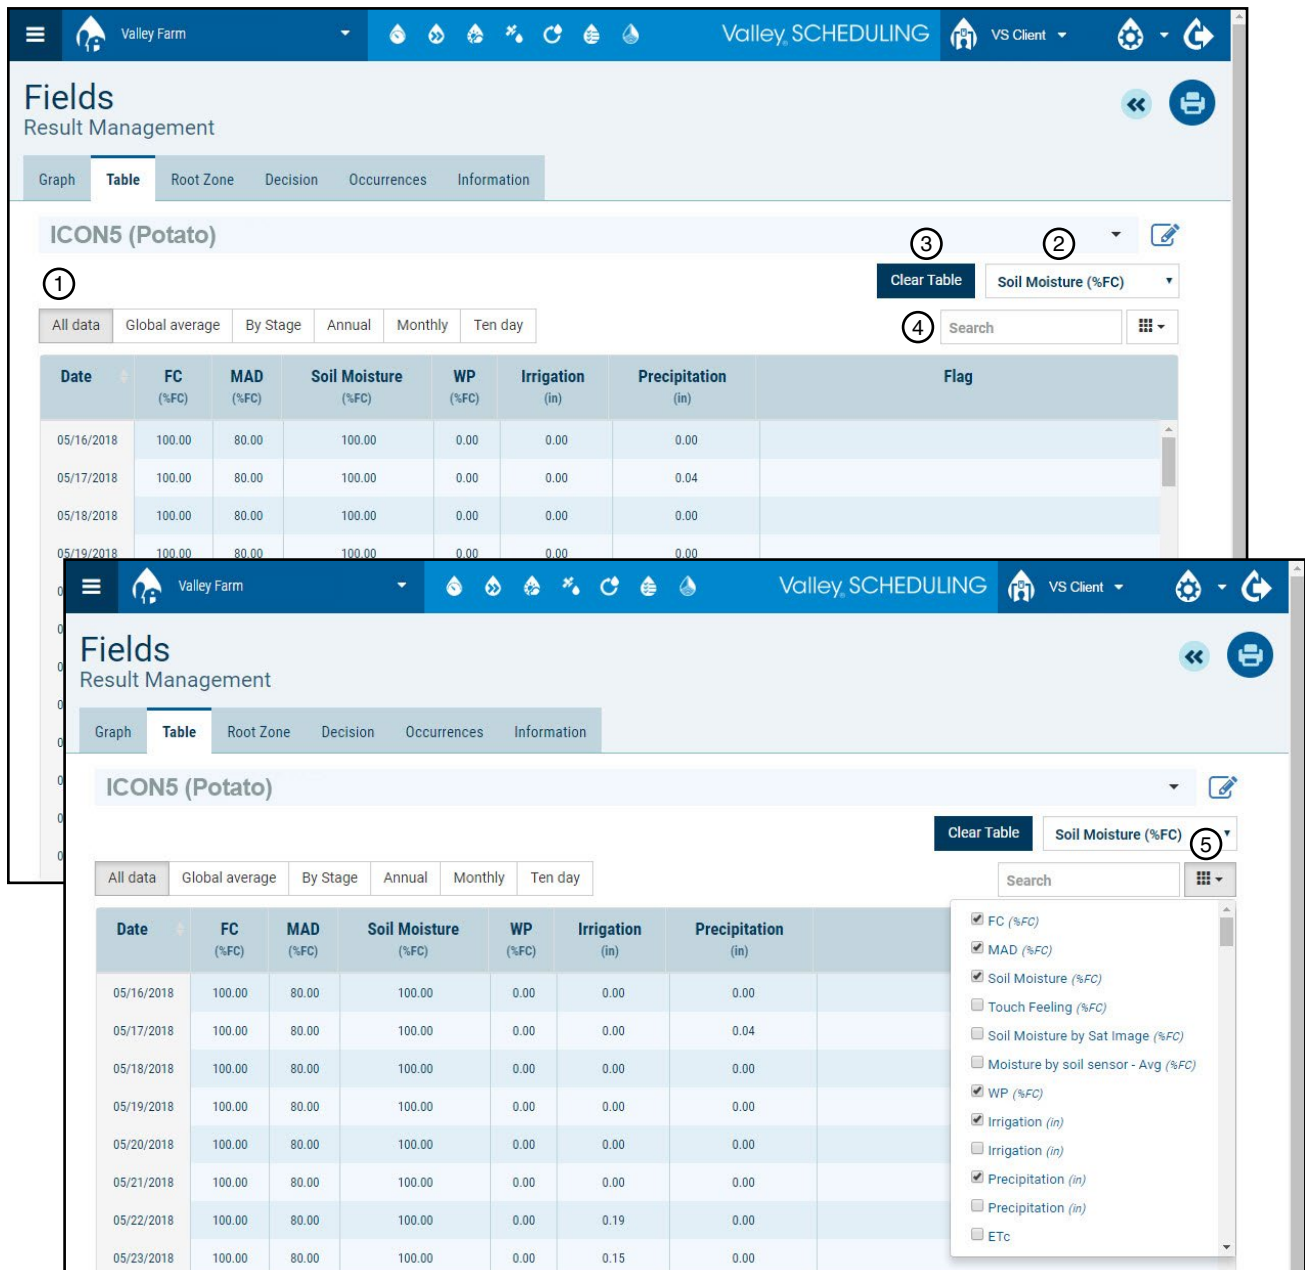 Valley Farm
Valley SCHEDULING
VS Client
Fields
Result Management
Graph Table Root Zone Decision Occurrences Information
ICON5 (Potato)
3 2
1
Clear Table Soil Moisture (%FC)
All data Global average By Stage Annual Monthly Ten day
4 Search
Date FC MAD Soil Moisture WP Irrigation Precipitation Flag
(%FC) (%FC) (%FC) (%FC) (in) (in)
05/16/2018 100.00 80.00 100.00 0.00 0.00 0.00
05/17/2018 100.00 80.00 100.00 0.00 0.00 0.04
05/18/2018 100.00 80.00 100.00 0.00 0.00 0.00
05/19/2018 100.00 80.00 100.00 0.00 0.00 0.00
Valley Farm
Valley SCHEDULING
VS Client
Fields
Result Management
Graph Table Root Zone Decision Occurrences Information
ICON5 (Potato)
Clear Table Soil Moisture (%FC)
5
All data Global average By Stage Annual Monthly Ten day
Search
Date FC MAD Soil Moisture WP Irrigation Precipitation
(%FC) (%FC) (%FC) (%FC) (in) (in)
05/16/2018 100.00 80.00 100.00 0.00 0.00 0.00
05/17/2018 100.00 80.00 100.00 0.00 0.00 0.04
05/18/2018 100.00 80.00 100.00 0.00 0.00 0.00
05/19/2018 100.00 80.00 100.00 0.00 0.00 0.00
05/20/2018 100.00 80.00 100.00 0.00 0.00 0.00
05/21/2018 100.00 80.00 100.00 0.00 0.00 0.00
05/22/2018 100.00 80.00 100.00 0.00 0.19 0.00
05/23/2018 100.00 80.00 100.00 0.00 0.15 0.00
FC (%FC)
MAD (%FC)
Soil Moisture (%FC)
Touch Feeling (%FC)
Soil Moisture by Sat Image (%FC)
Moisture by soil sensor - Avg (%FC)
WP (%FC)
Irrigation (in)
Irrigation (in)
Precipitation (in)
Precipitation (in)
ETc